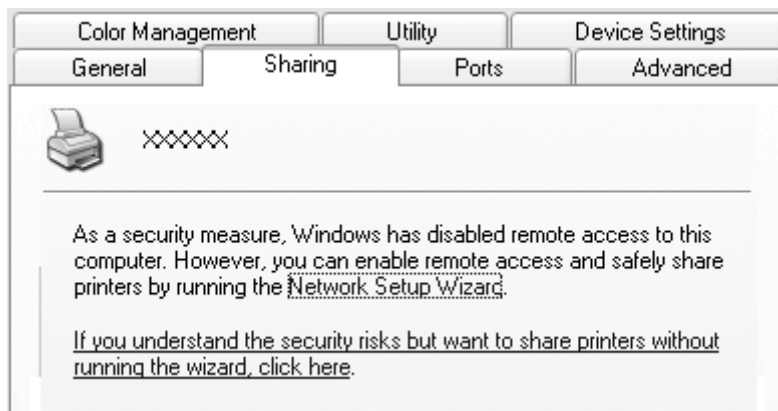 Color Management Utility Device Settings
General Sharing Ports Advanced
XXXXXX
As a security measure, Windows has disabled remote access to this
computer. However, you can enable remote access and safely share
printers by running the Network Setup Wizard.
If you understand the security risks but want to share printers without
running the wizard, click here.